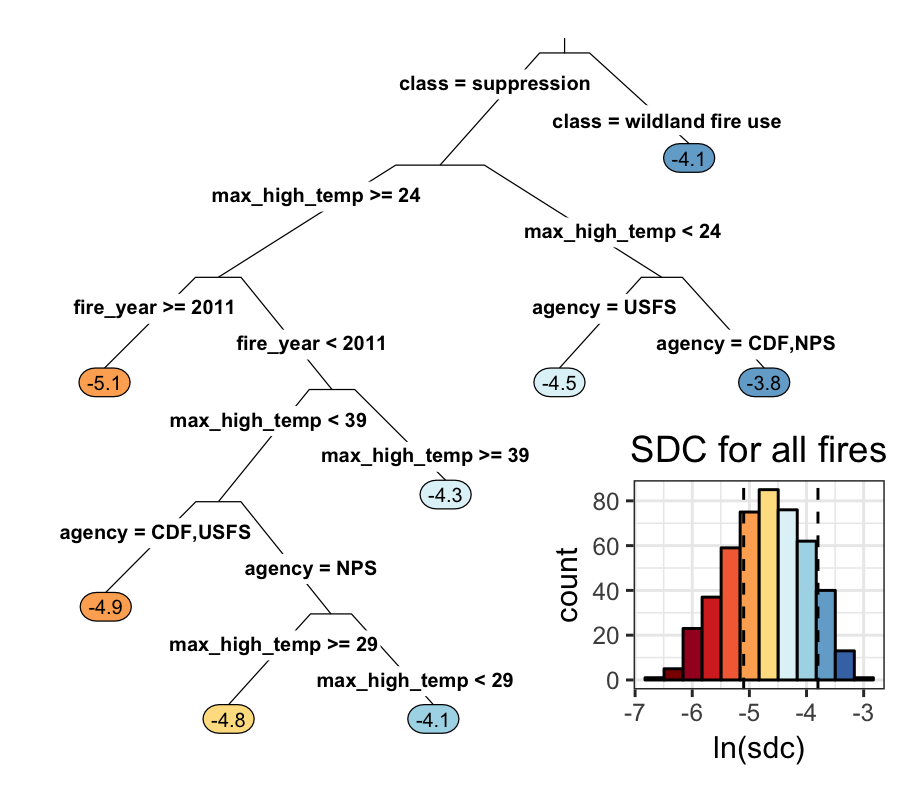 class = suppression
class = wildland fire use
-4.1
max_high_temp >= 24
max_high_temp < 24
fire_year >= 2011
agency = USFS
fire_year < 2011
agency = CDF,NPS
-5.1
-4.5
-3.8
max_high_temp < 39
max_high_temp >= 39
-4.3
agency = CDF,USFS
agency = NPS
-4.9
max_high_temp >= 29
max_high_temp < 29
-4.8
-4.1
SDC for all fires
count
80
60
40
20
0
-7 -6 -5 -4 -3
ln(sdc)